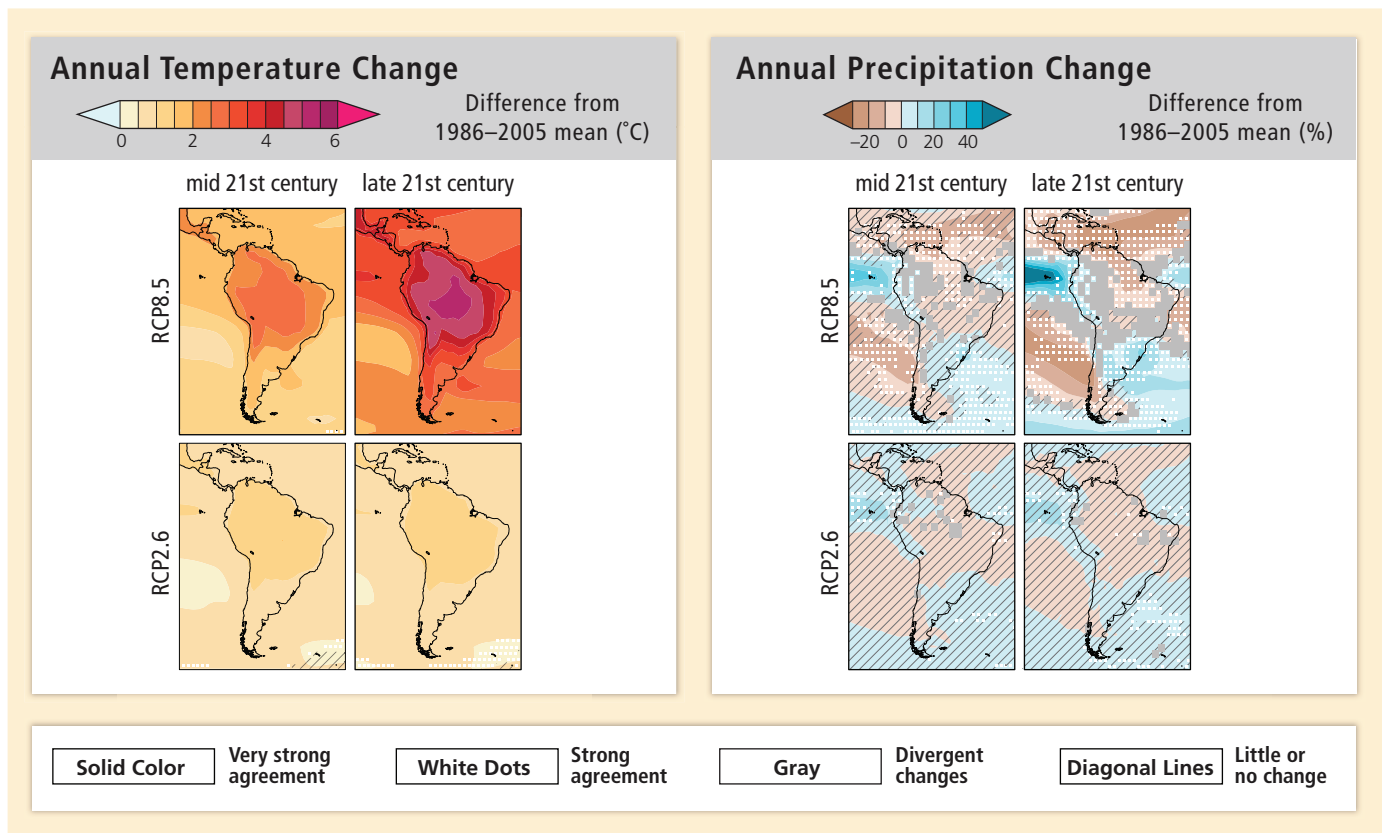 Annual Temperature Change
Difference from
1986–2005 mean (˚C)
0 2 4 6
mid 21st century late 21st century
RCP8.5
RCP2.6
Annual Precipitation Change
Difference from
1986–2005 mean (%)
–20 0 20 40
mid 21st century late 21st century
RCP8.5
RCP2.6
Solid Color
Very strong
agreement
White Dots
Strong
agreement
Gray
Divergent
changes
Diagonal Lines
Little or
no change